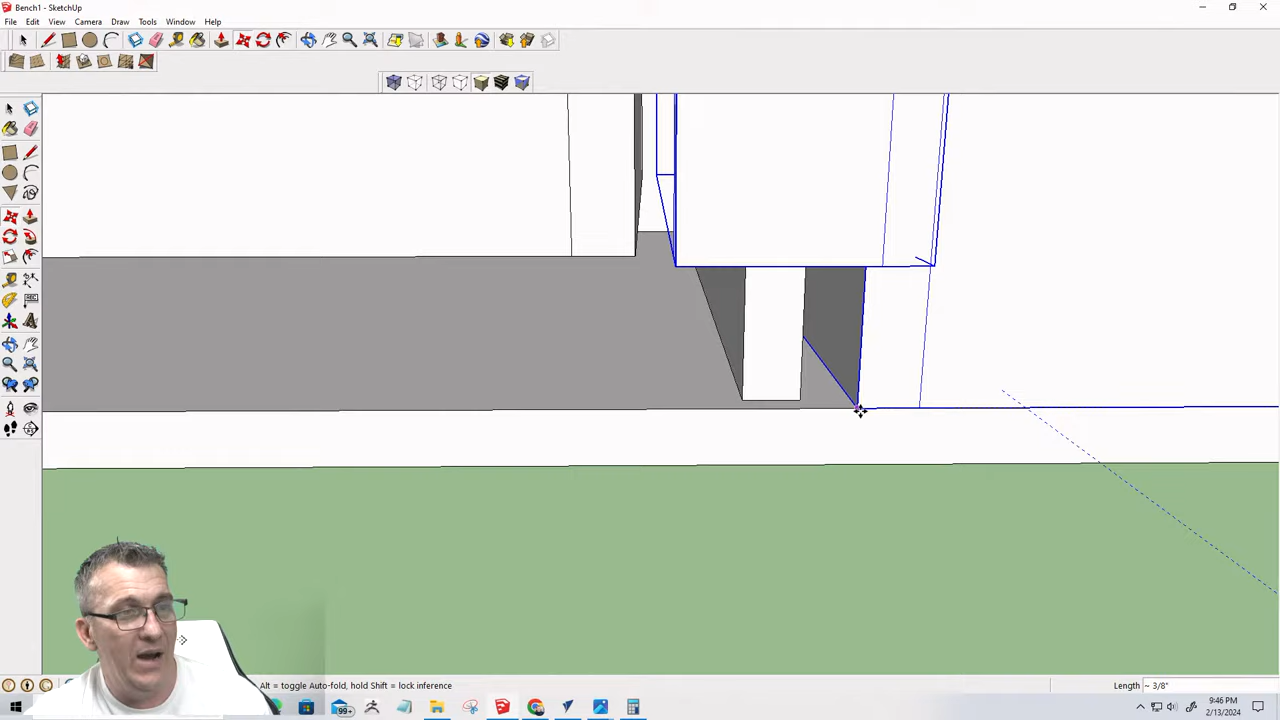 Bench1 - SketchUp
File Edit View Camera Draw Tools Window Help
Alt = toggle Auto-fold, hold Shift = lock inference
Length ~ 3/8"
99+
9:46 PM
2/13/2024